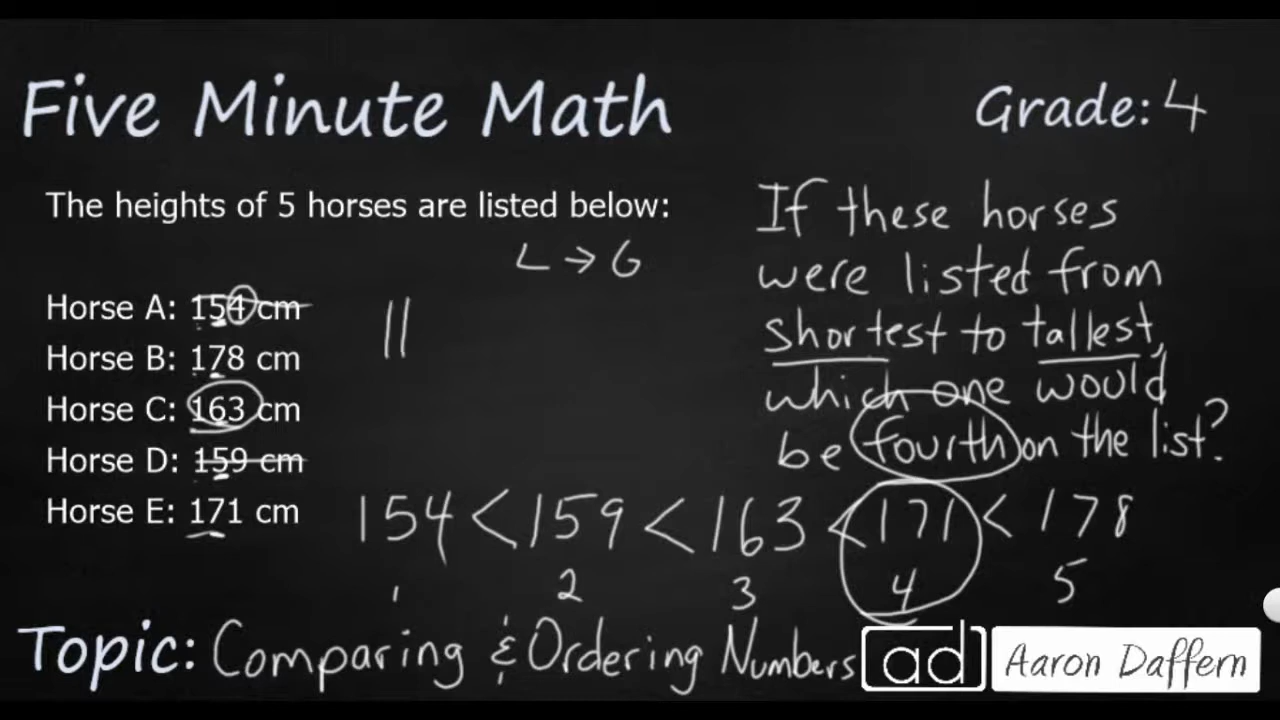 Five Minute Math
Grade: 4
The heights of 5 horses are listed below:
L → G
Horse A: 154 cm
Horse B: 178 cm
Horse C: 163 cm
Horse D: 159 cm
Horse E: 171 cm
||
If these horses
were listed from
shortest to tallest,
which one would
be fourth on the list?
154 < 159 < 163 < 171 < 178
1 2 3 4 5
Topic: Comparing & Ordering Numbers
ad Aaron Daffern